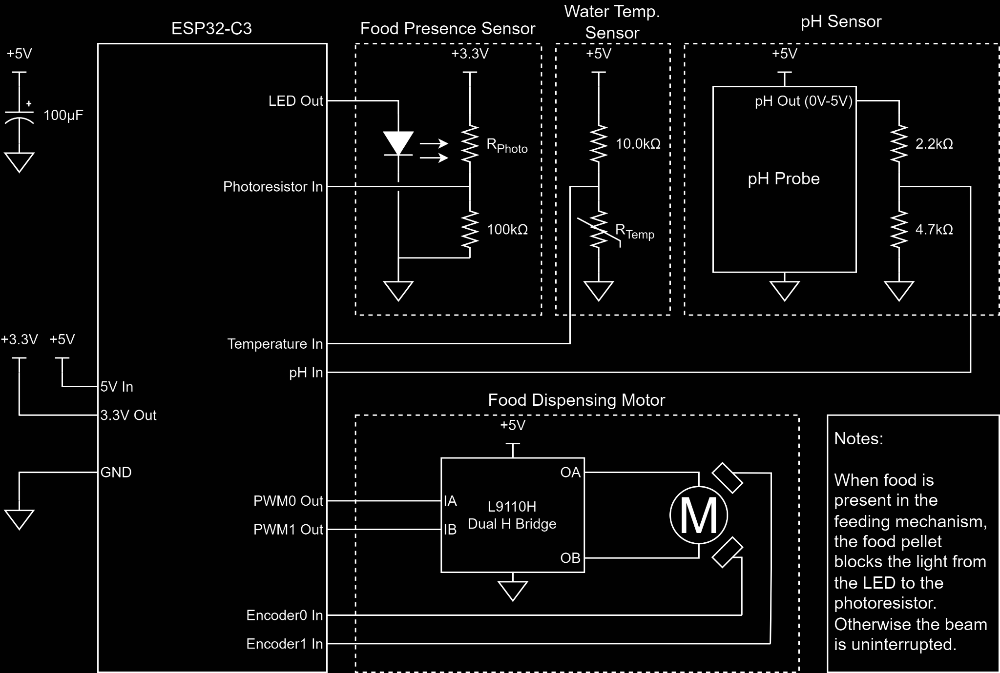 ESP32-C3
Food Presence Sensor
Water Temp.
Sensor
pH Sensor
+5V
100µF
+3.3V
+5V
5V In
3.3V Out
GND
LED Out
Photoresistor In
Temperature In
pH In
PWM0 Out
PWM1 Out
Encoder0 In
Encoder1 In
+3.3V
RPhoto
100kΩ
+5V
10.0kΩ
RTemp
+5V
pH Out (0V-5V)
pH Probe
2.2kΩ
4.7kΩ
Food Dispensing Motor
+5V
OA
IA
L9110H
Dual H Bridge
IB
OB
M
Notes:
When food is
present in the
feeding mechanism,
the food pellet
blocks the light from
the LED to the
photoresistor.
Otherwise the beam
is uninterrupted.